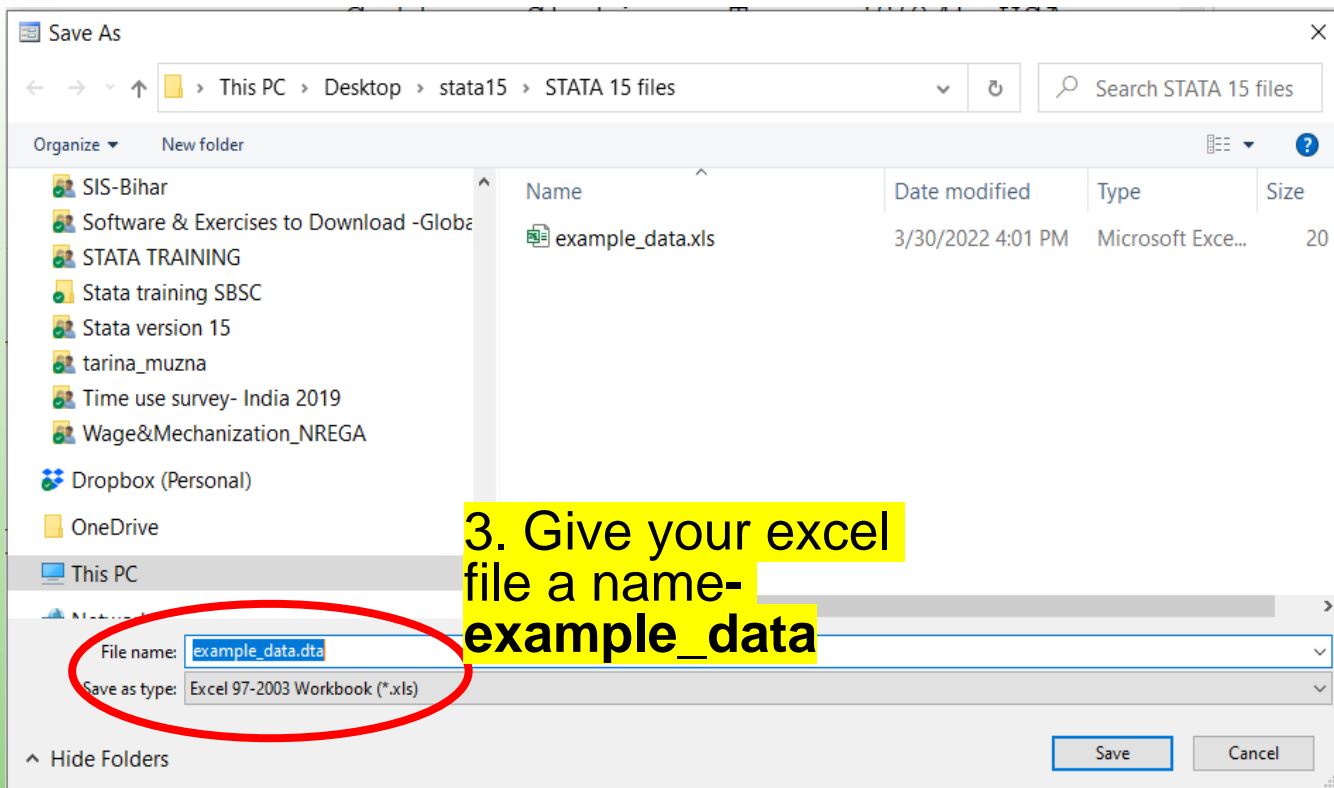 Save As
This PC > Desktop > stata15 > STATA 15 files
Search STATA 15 files
Organize
New folder
SIS-Bihar
Software & Exercises to Download -Globa
STATA TRAINING
Stata training SBSC
Stata version 15
tarina_muzna
Time use survey- India 2019
Wage&Mechanization_NREGA
Dropbox (Personal)
OneDrive
This PC
Name Date modified Type Size
example_data.xls 3/30/2022 4:01 PM Microsoft Exce... 20
3. Give your excel
file a name-
example_data
File name: example_data.dta
Save as type: Excel 97-2003 Workbook (*.xls)
Hide Folders
Save
Cancel